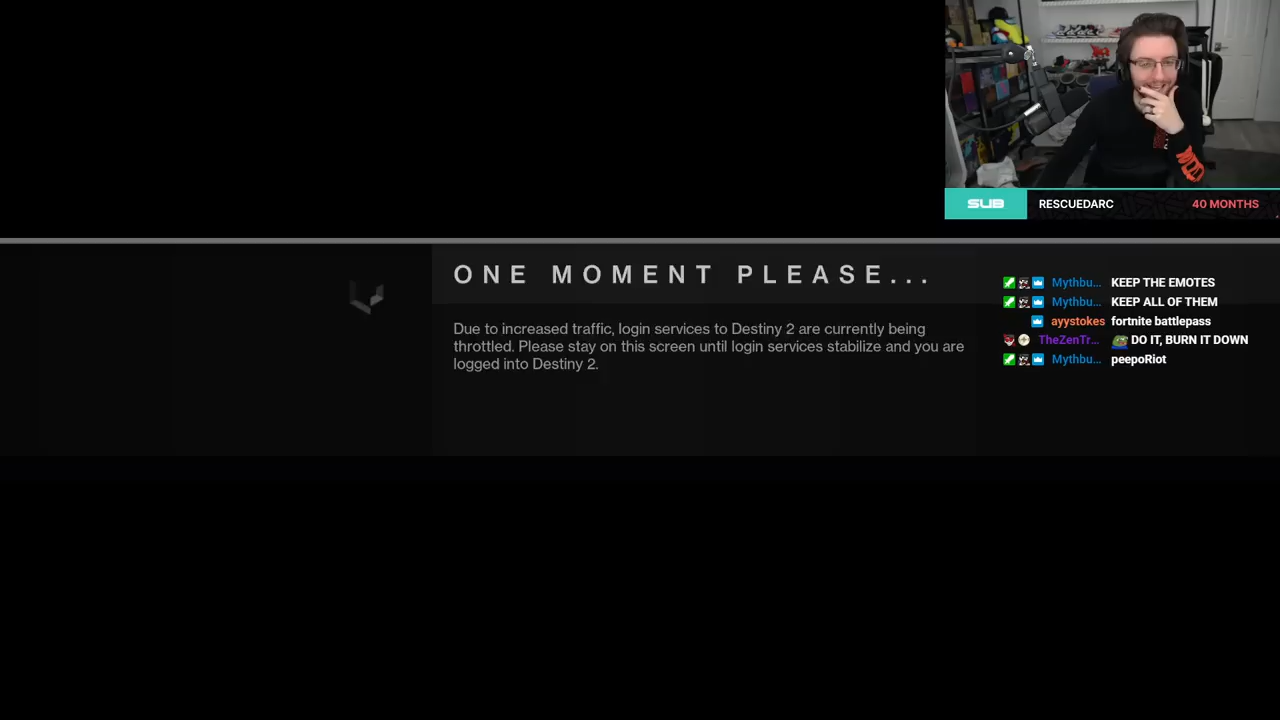 SUB RESCUEDARC 40 MONTHS
ONE MOMENT PLEASE...
Due to increased traffic, login services to Destiny 2 are currently being
throttled. Please stay on this screen until login services stabilize and you are
logged into Destiny 2.
Mythbu... KEEP THE EMOTES
Mythbu... KEEP ALL OF THEM
ayystokes fortnite battlepass
TheZenTr... DO IT, BURN IT DOWN
Mythbu... peepoRiot